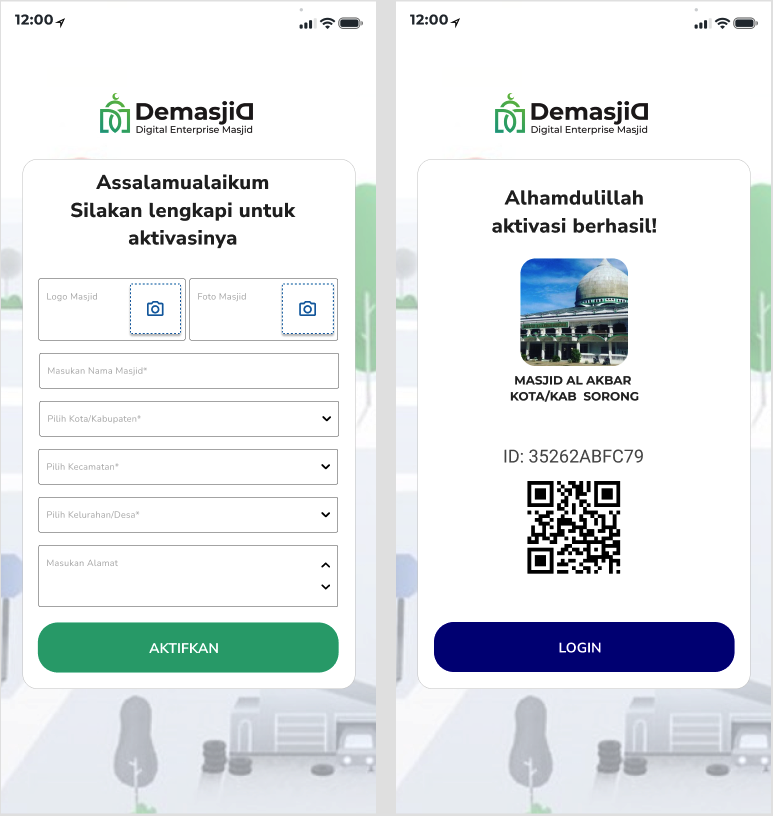 12:00
DemasjiD
Digital Enterprise Masjid
Assalamualaikum
Silakan lengkapi untuk
aktivasinya
Logo Masjid
Foto Masjid
Masukan Nama Masjid*
Pilih Kota/Kabupaten*
Pilih Kecamatan*
Pilih Kelurahan/Desa*
Masukan Alamat
AKTIFKAN
12:00
DemasjiD
Digital Enterprise Masjid
Alhamdulillah
aktivasi berhasil!
MASJID AL AKBAR
KOTA/KAB SORONG
ID: 35262ABFC79
LOGIN